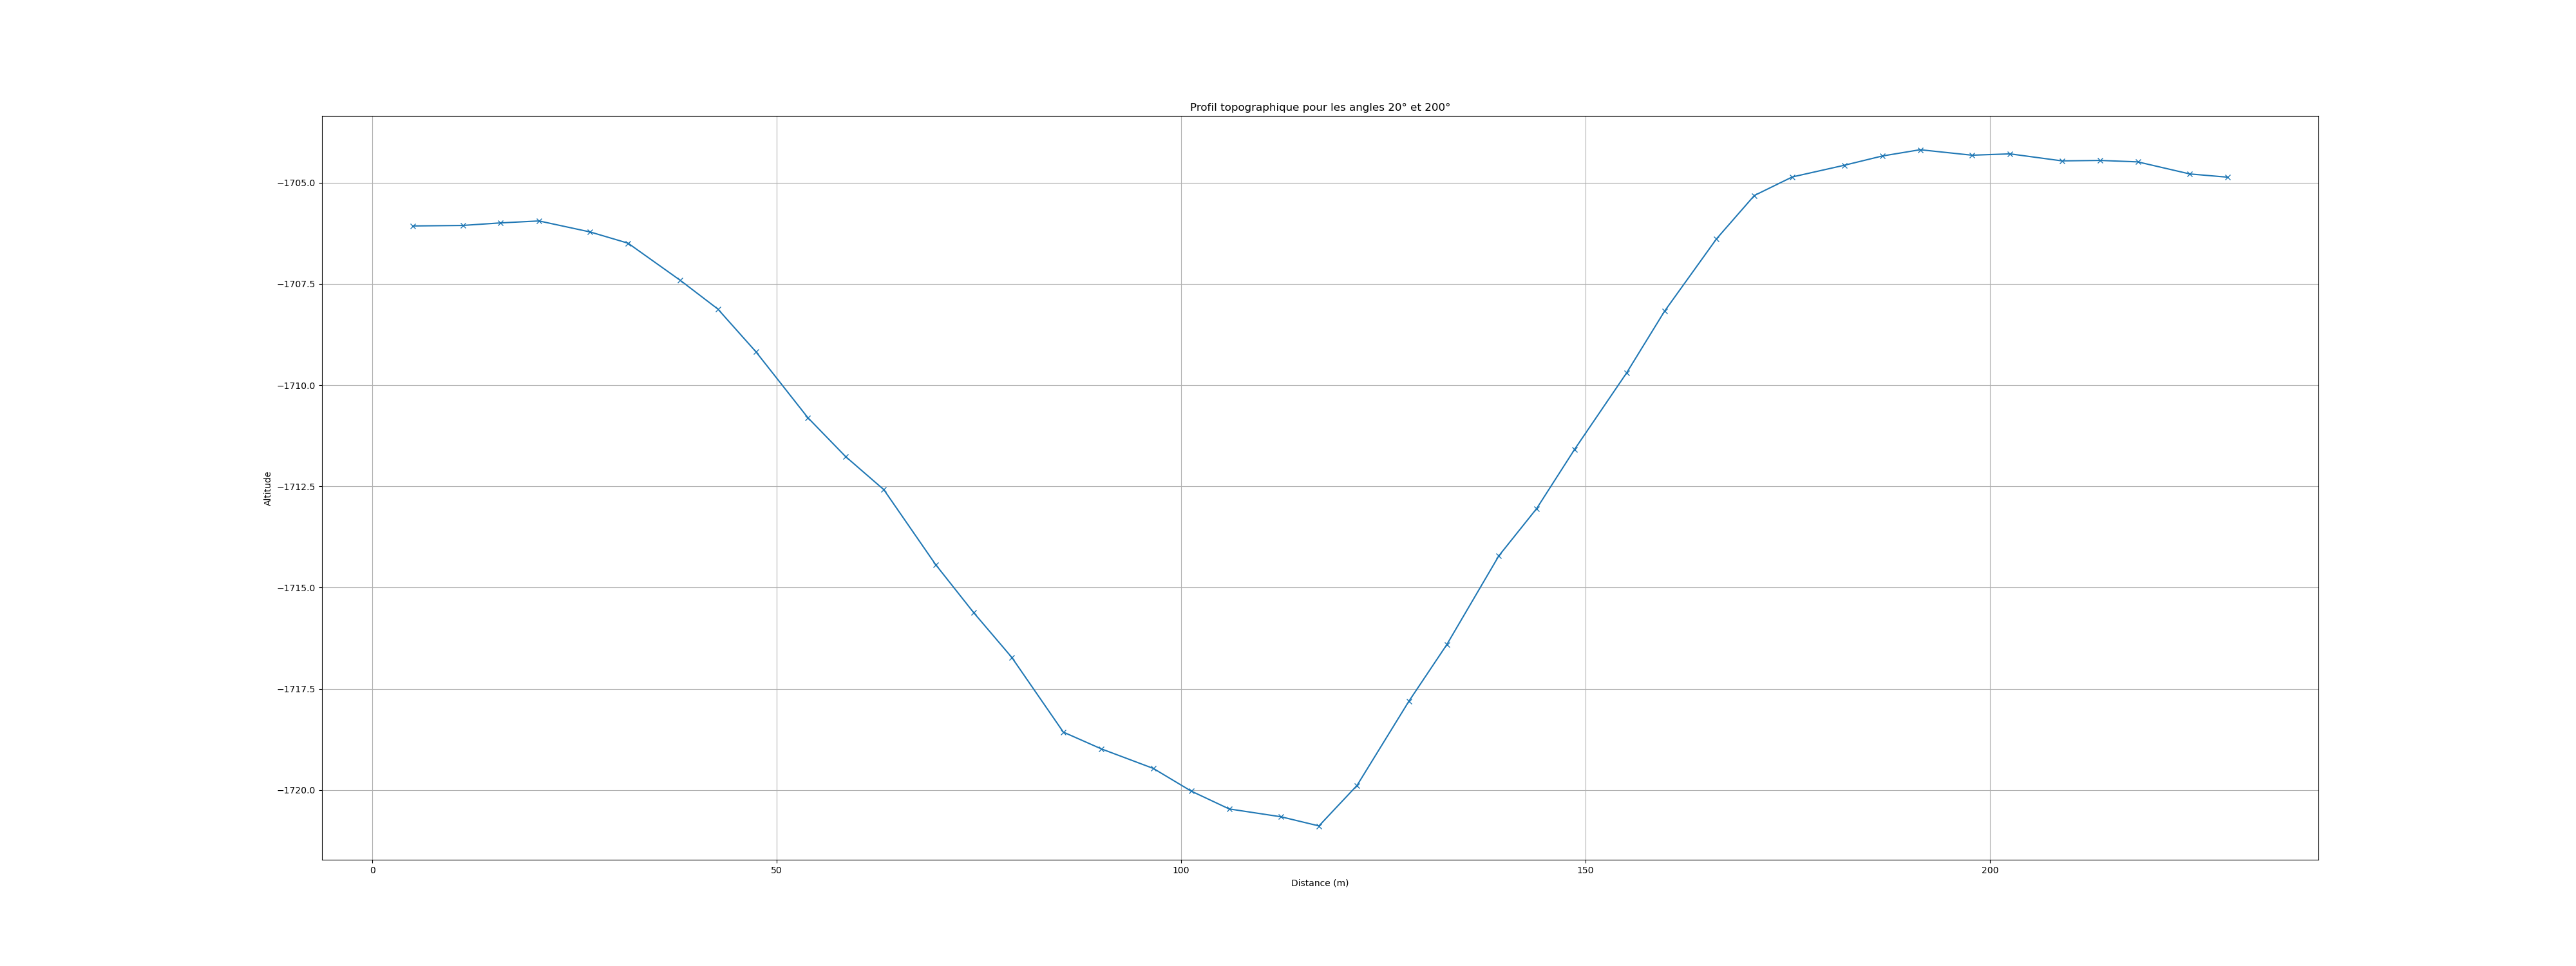 Profil topographique pour les angles 20° et 200°
Altitude
−1705.0
−1707.5
−1710.0
−1712.5
−1715.0
−1717.5
−1720.0
0 50 100 150 200
Distance (m)